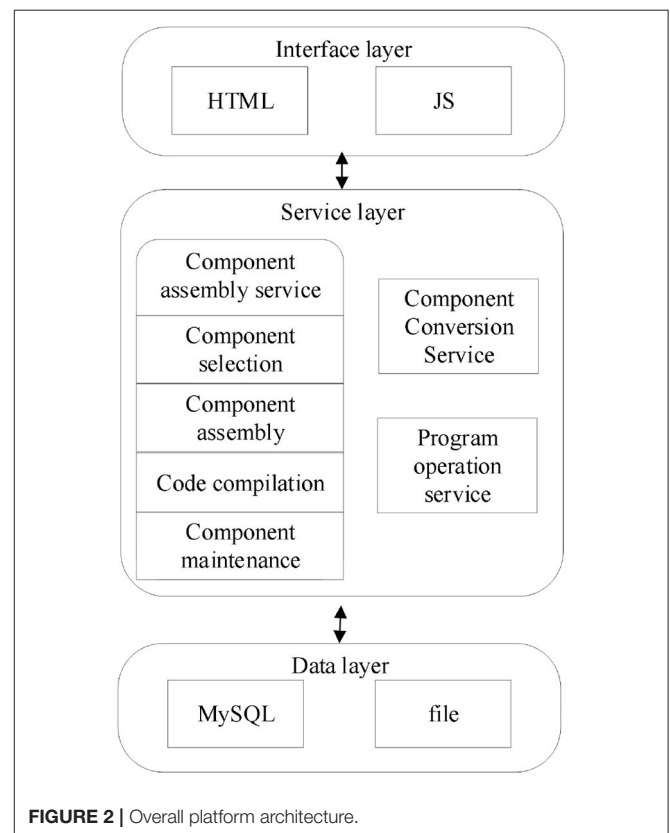 Interface layer
HTML
JS
Service layer
Component
assembly service
Component
selection
Component
assembly
Code compilation
Component
maintenance
Component
Conversion
Service
Program
operation
service
Data layer
MySQL
file
FIGURE 2 | Overall platform architecture.